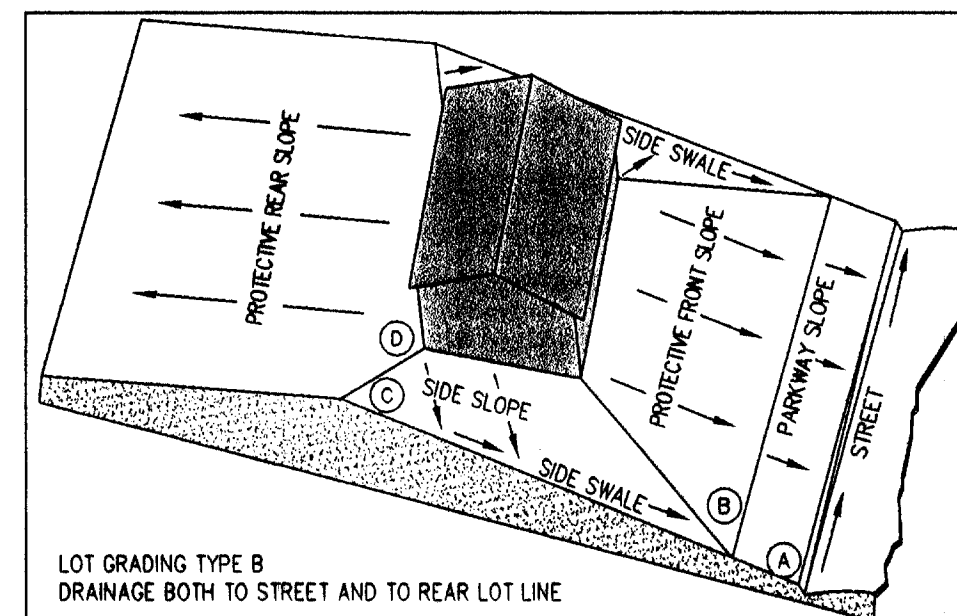 SIDE SWALE
PROTECTIVE REAR SLOPE
PROTECTIVE FRONT SLOPE
PARKWAY SLOPE
STREET
D
C
SIDE SLOPE
SIDE SWALE
B
A
LOT GRADING TYPE B
DRAINAGE BOTH TO STREET AND TO REAR LOT LINE